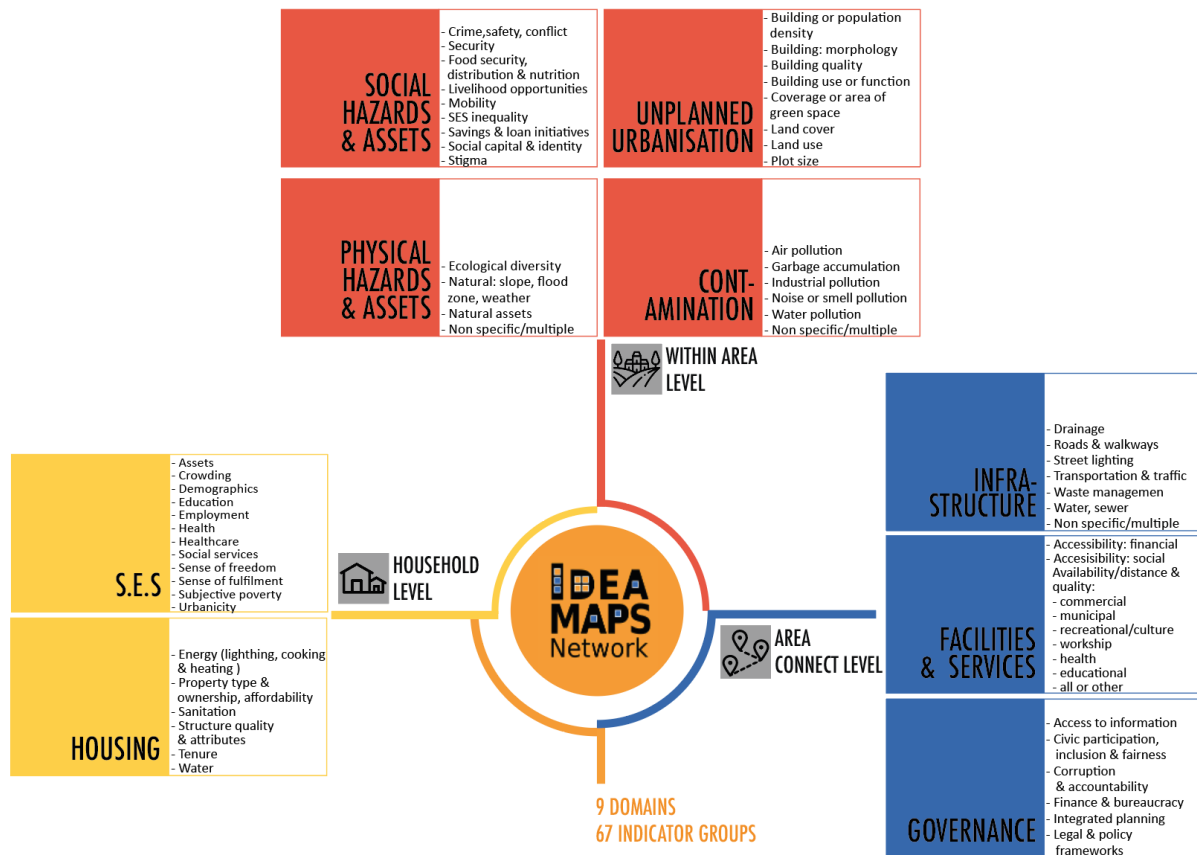 SOCIAL
HAZARDS
& ASSETS
- Crime,safety, conflict
- Security
- Food security,
distribution & nutrition
- Livelihood opportunities
- Mobility
- SES inequality
- Savings & loan initiatives
- Social capital & identity
- Stigma
UNPLANNED
URBANISATION
- Building or population
density
- Building: morphology
- Building quality
- Building use or function
- Coverage or area of
green space
- Land cover
- Land use
- Plot size
PHYSICAL
HAZARDS
& ASSETS
- Ecological diversity
- Natural: slope, flood
zone, weather
- Natural assets
- Non specific/multiple
CONT-
AMINATION
- Air pollution
- Garbage accumulation
- Industrial pollution
- Noise or smell pollution
- Water pollution
- Non specific/multiple
WITHIN AREA
LEVEL
S.E.S
- Assets
- Crowding
- Demographics
- Education
- Employment
- Health
- Healthcare
- Social services
- Sense of freedom
- Sense of fulfilment
- Subjective poverty
- Urbanicity
HOUSING
- Energy (lighthing, cooking
& heating )
- Property type &
ownership, affordability
- Sanitation
- Structure quality
& attributes
- Tenure
- Water
HOUSEHOLD
LEVEL
IDEA
MAPS
Network
AREA
CONNECT LEVEL
INFRA-
STRUCTURE
- Drainage
- Roads & walkways
- Street lighting
- Transportation & traffic
- Waste managemen
- Water, sewer
- Non specific/multiple
FACILITIES
& SERVICES
- Accessibility: financial
- Accesisibility: social
Availability/distance &
quality:
- commercial
- municipal
- recreational/culture
- workship
- health
- educational
- all or other
GOVERNANCE
- Access to information
- Civic participation,
inclusion & fairness
- Corruption
& accountability
- Finance & bureaucracy
- Integrated planning
- Legal & policy
frameworks
9 DOMAINS
67 INDICATOR GROUPS